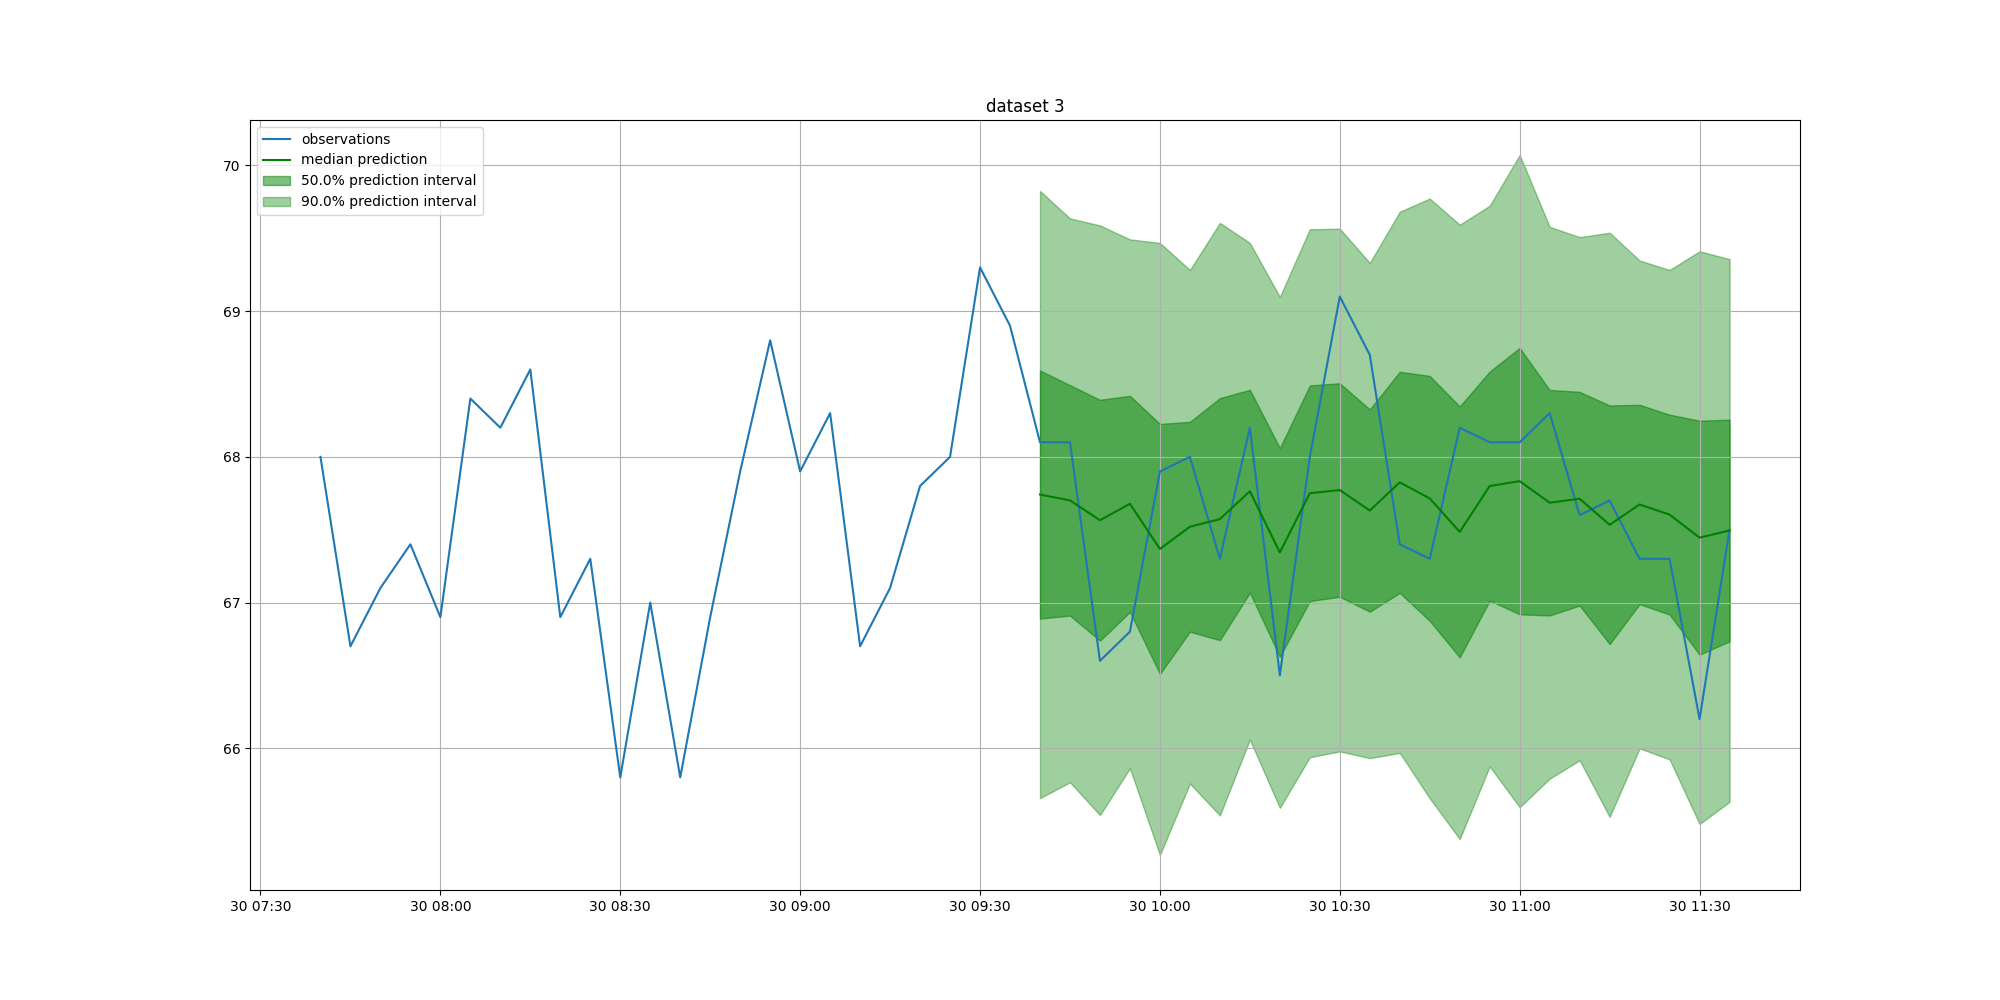 dataset 3
observations
median prediction
50.0% prediction interval
90.0% prediction interval
70
69
68
67
66
30 07:30
30 08:00
30 08:30
30 09:00
30 09:30
30 10:00
30 10:30
30 11:00
30 11:30